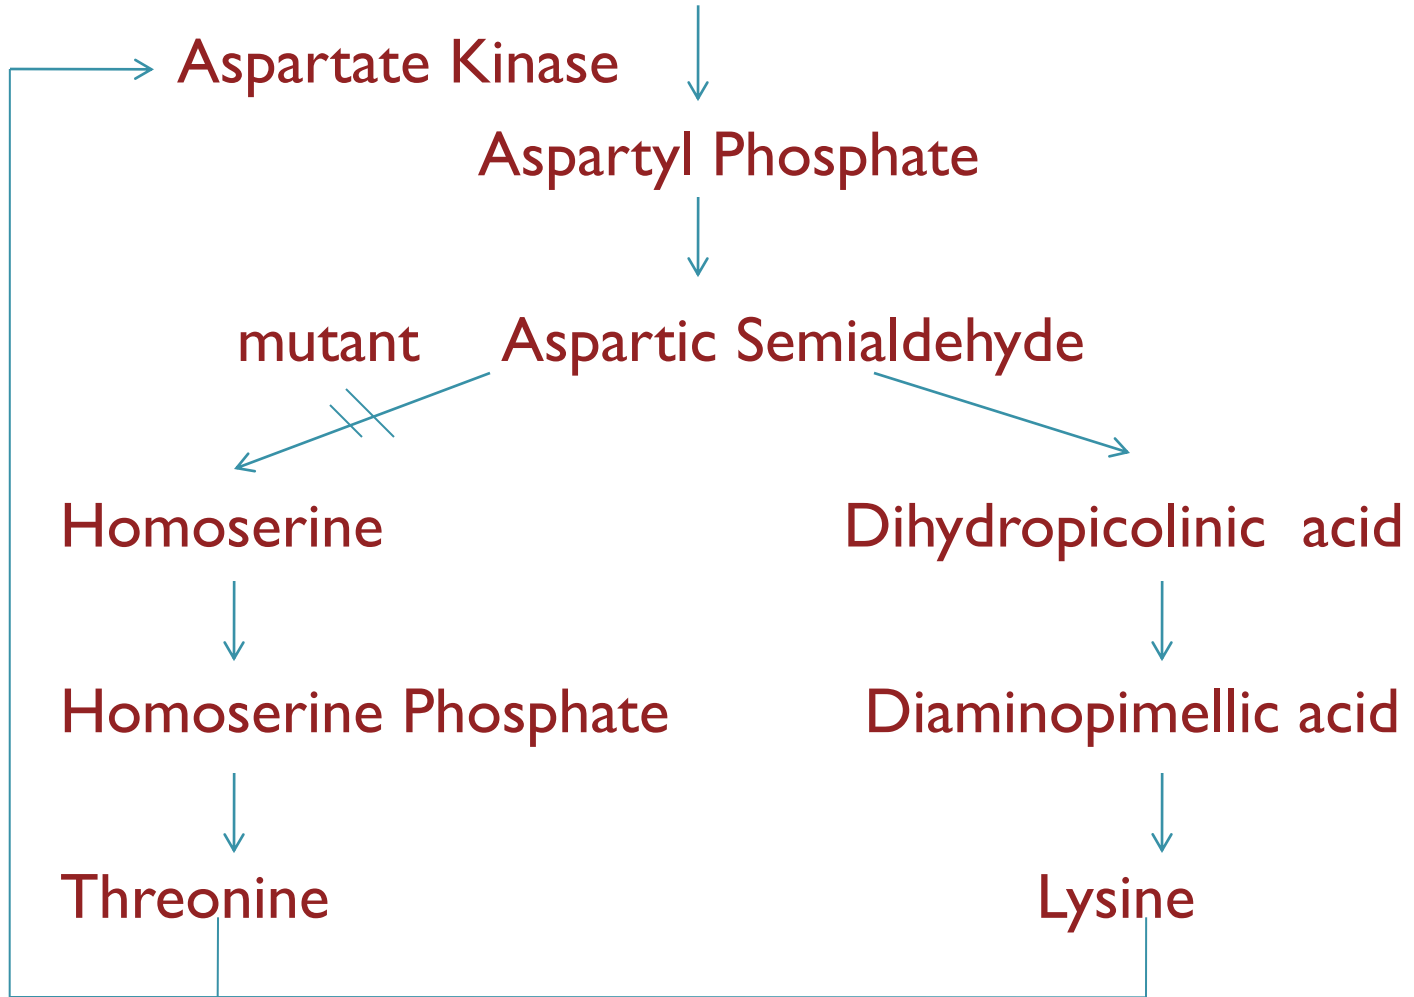 Aspartate Kinase
Aspartyl Phosphate
mutant Aspartic Semialdehyde
Homoserine Dihydropicolinic acid
Homoserine Phosphate Diaminopimellic acid
Threonine Lysine